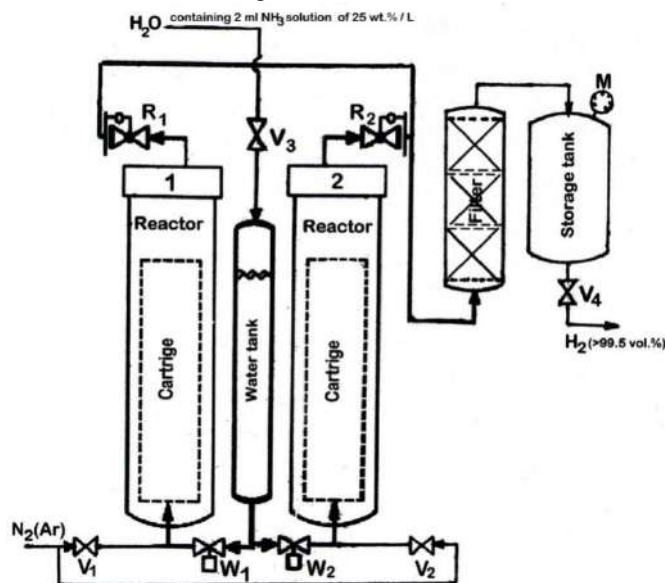 containing 2 ml NH3 solution of 25 wt.% / L
H2O
M
R1
R2
V3
1
2
Reactor
Reactor
Cartrige
Water tank
Cartrige
Filter
Storage tank
V4
H2 (>99.5 vol.%)
N2(Ar)
V1
W1
W2
V2